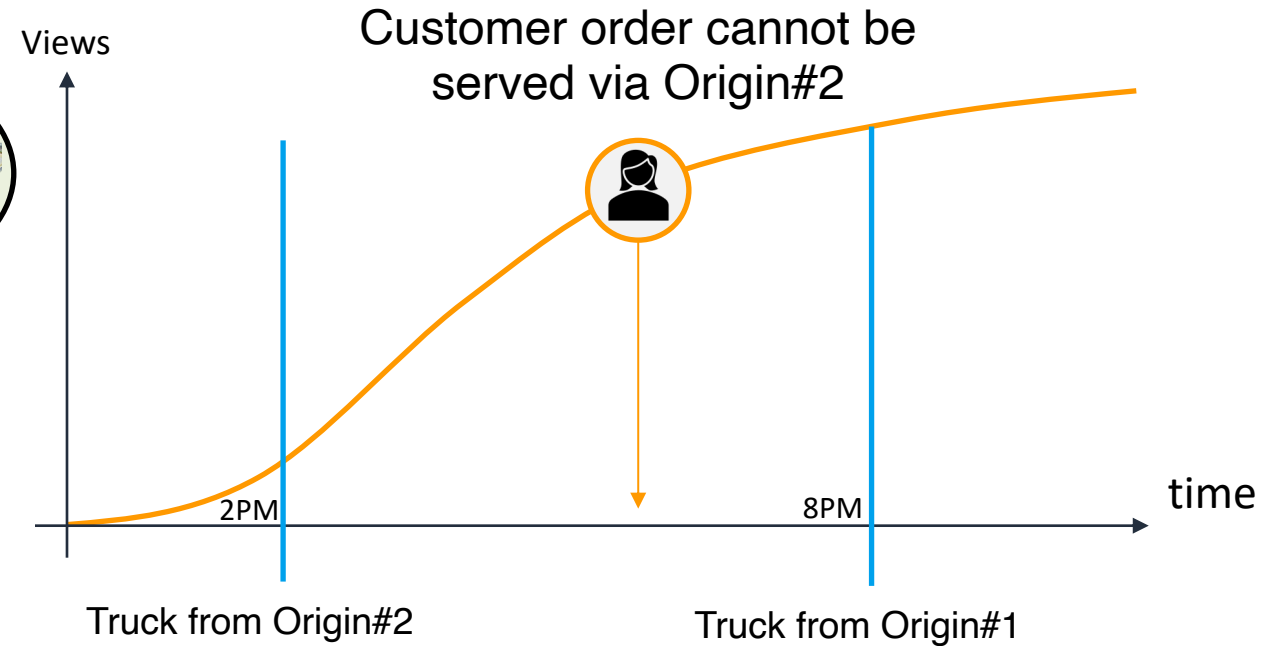 Customer order cannot be
served via Origin#2
Views
time
2PM
8PM
Truck from Origin#2
Truck from Origin#1